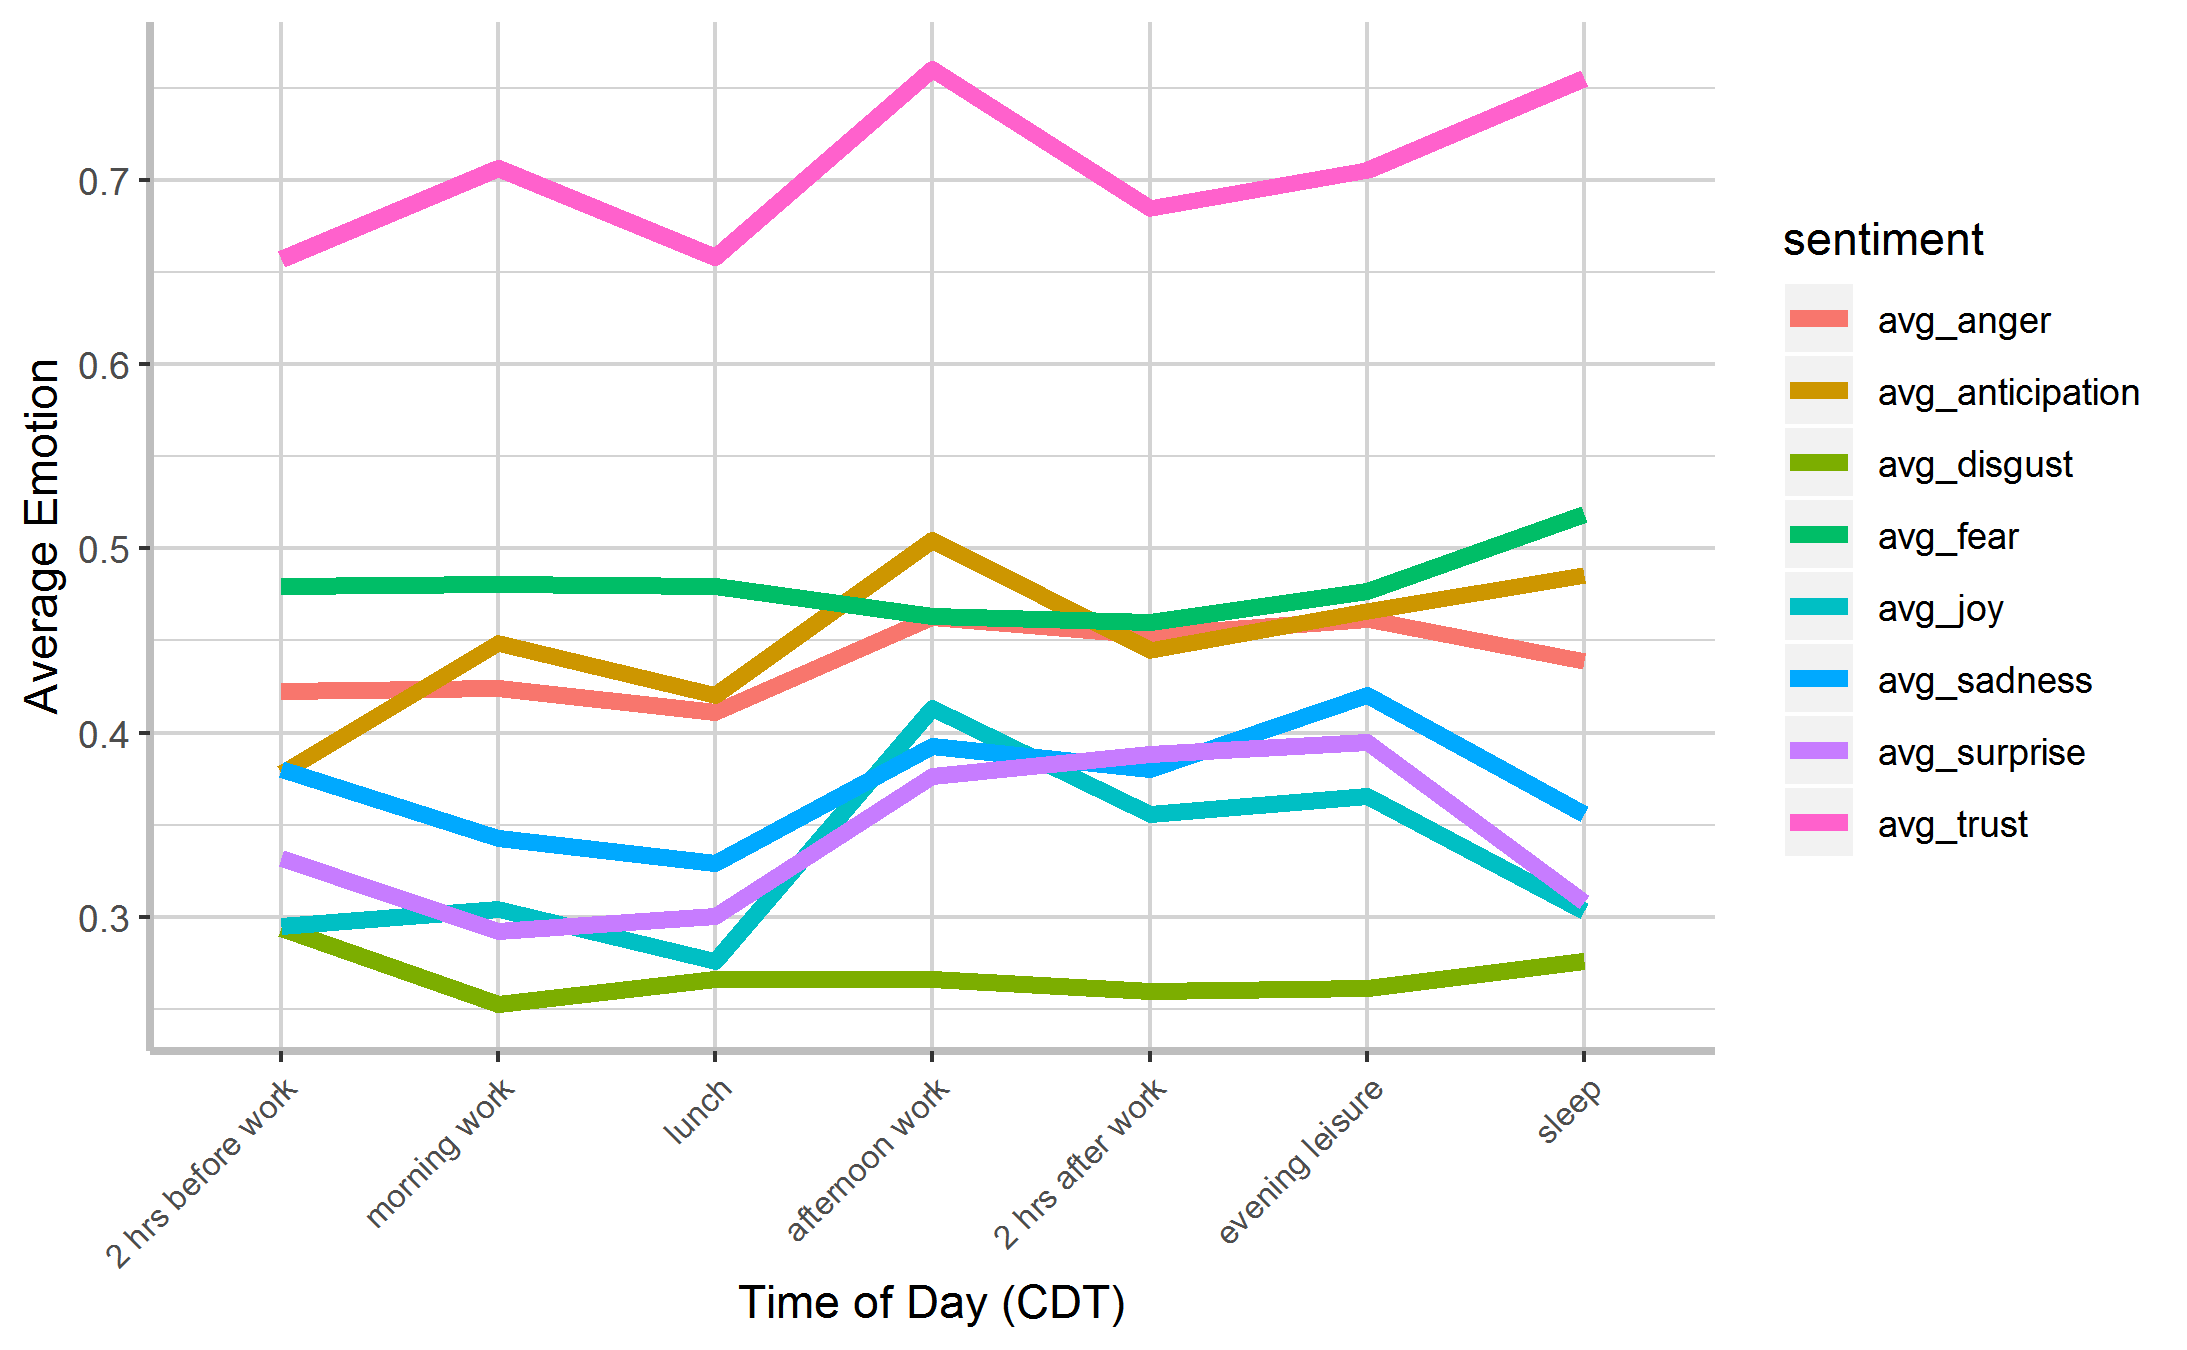 Average Emotion
0.7
0.6
0.5
0.4
0.3
2 hrs before work
morning work
lunch
afternoon work
2 hrs after work
evening leisure
sleep
Time of Day (CDT)
sentiment
avg_anger
avg_anticipation
avg_disgust
avg_fear
avg_joy
avg_sadness
avg_surprise
avg_trust